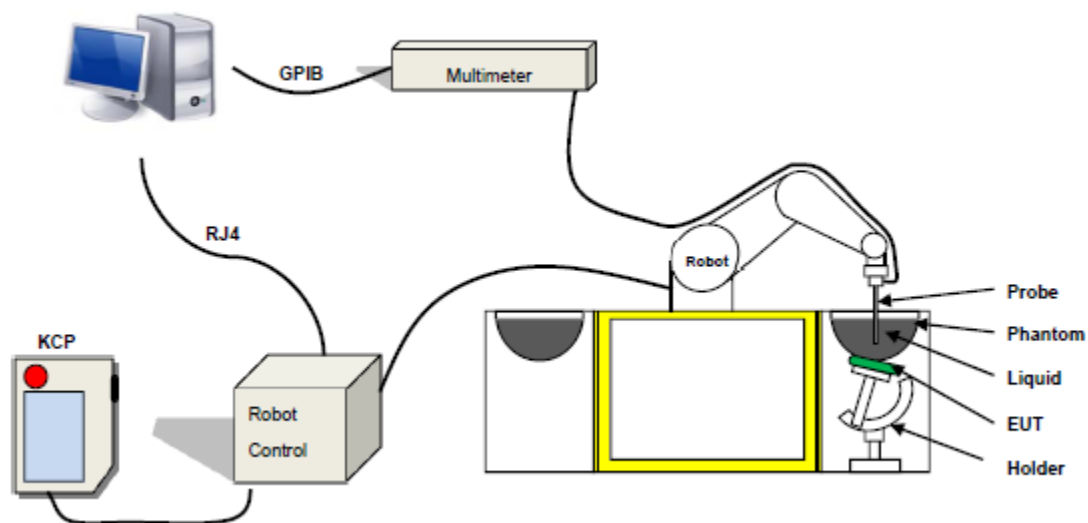 GPIB
Multimeter
RJ4
Robot
KCP
Robot
Control
Probe
Phantom
Liquid
EUT
Holder